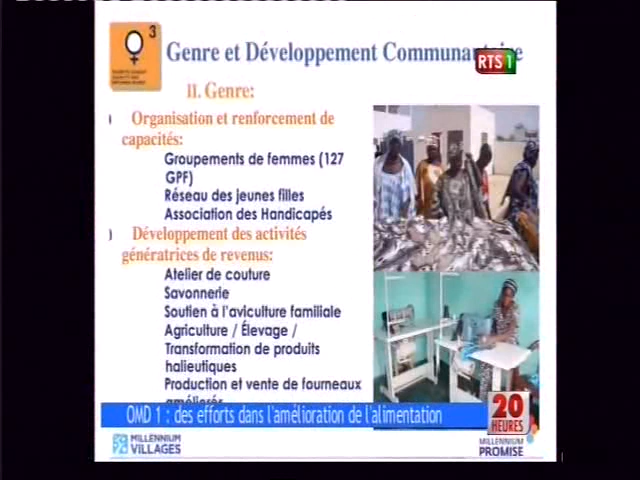 3
Genre et Développement Communautaire
RTS1
II. Genre:
Organisation et renforcement de
capacités:
Groupements de femmes (127
GPF)
Réseau des jeunes filles
Association des Handicapés
Développement des activités
génératrices de revenus:
Atelier de couture
Savonnerie
Soutien à l'aviculture familiale
Agriculture / Élevage /
Transformation de produits
halieutiques
Production et vente de fourneaux
améliorés
OMD 1 : des efforts dans l'amélioration de l'alimentation
20
HEURES
MILLENNIUM
VILLAGES
MILLENNIUM
PROMISE